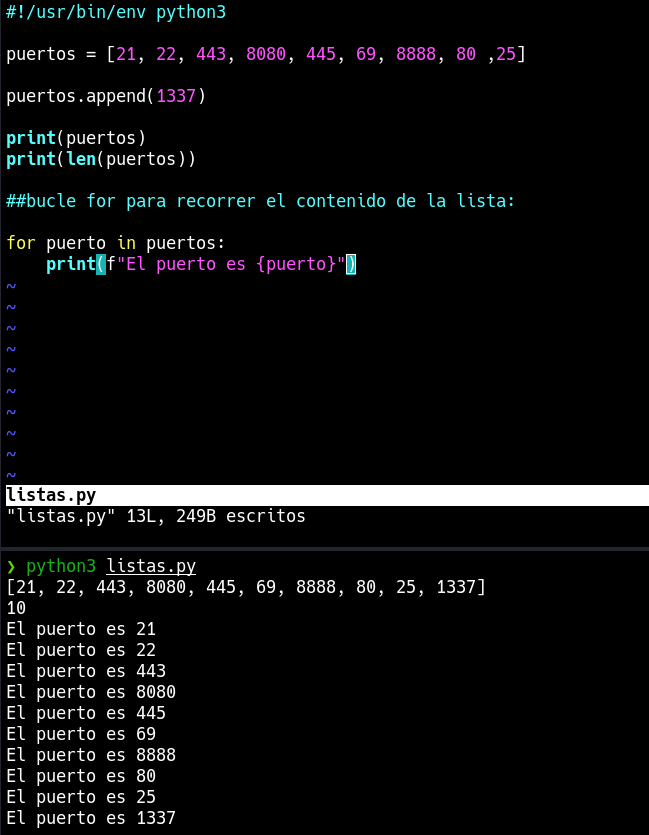 #!/usr/bin/env python3
puertos = [21, 22, 443, 8080, 445, 69, 8888, 80 ,25]
puertos.append(1337)
print(puertos)
print(len(puertos))
##bucle for para recorrer el contenido de la lista:
for puerto in puertos:
    print(f"El puerto es {puerto}")
~
~
~
~
~
~
~
~
~
~
listas.py
"listas.py" 13L, 249B escritos
❯ python3 listas.py
[21, 22, 443, 8080, 445, 69, 8888, 80, 25, 1337]
10
El puerto es 21
El puerto es 22
El puerto es 443
El puerto es 8080
El puerto es 445
El puerto es 69
El puerto es 8888
El puerto es 80
El puerto es 25
El puerto es 1337